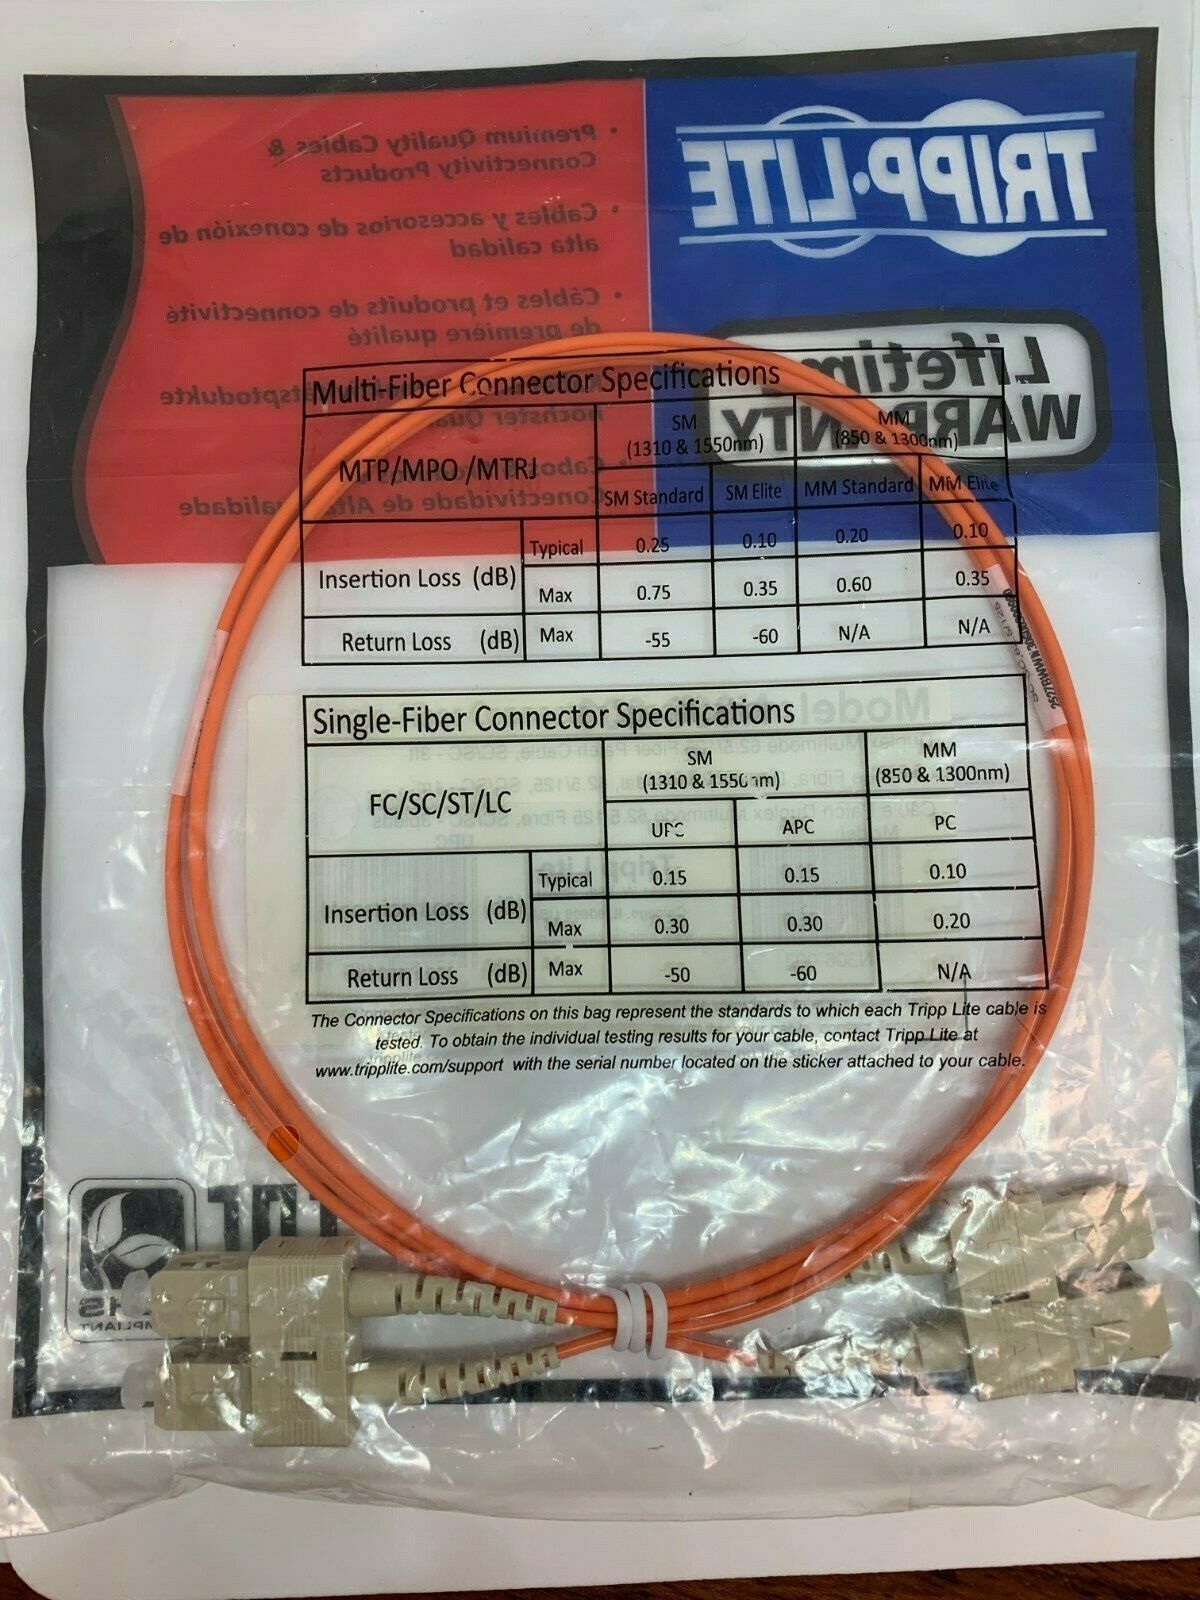 TRIPP·LITE
• Premium Quality Cables &
Connectivity Products
• Cables y accesorios de conexión de
alta calidad
• Câbles et produits de connectivité
de première qualité
Lifetime
WARRANTY
Conectividade de Alta Qualidade
Multi-Fiber Connector Specifications
MTP/MPO /MTRJ
SM
(1310 & 1550nm)
MM
(850 & 1300nm)
SM Standard SM Elite MM Standard MM Elite
Insertion Loss (dB)
Typical 0.25 0.10 0.20 0.10
Max 0.75 0.35 0.60 0.35
Return Loss (dB) Max -55 -60 N/A N/A
Single-Fiber Connector Specifications
FC/SC/ST/LC
SM
(1310 & 1550nm)
MM
(850 & 1300nm)
UPC APC PC
Insertion Loss (dB)
Typical 0.15 0.15 0.10
Max 0.30 0.30 0.20
Return Loss (dB) Max -50 -60 N/A
The Connector Specifications on this bag represent the standards to which each Tripp Lite cable is
tested. To obtain the individual testing results for your cable, contact Tripp Lite at
www.tripplite.com/support with the serial number located on the sticker attached to your cable.